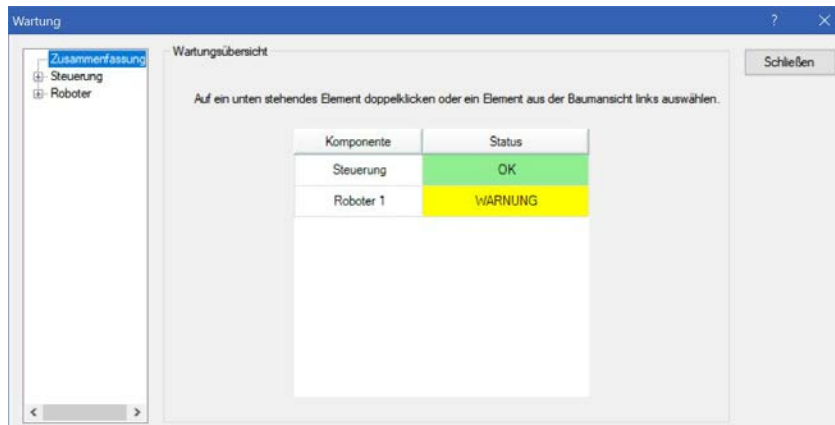 Wartung
Zusammenfassung
Steuerung
Roboter
Wartungsübersicht
Schließen
Auf ein unten stehendes Element doppelklicken oder ein Element aus der Baumansicht links auswählen.
Komponente Status
Steuerung OK
Roboter 1 WARNUNG